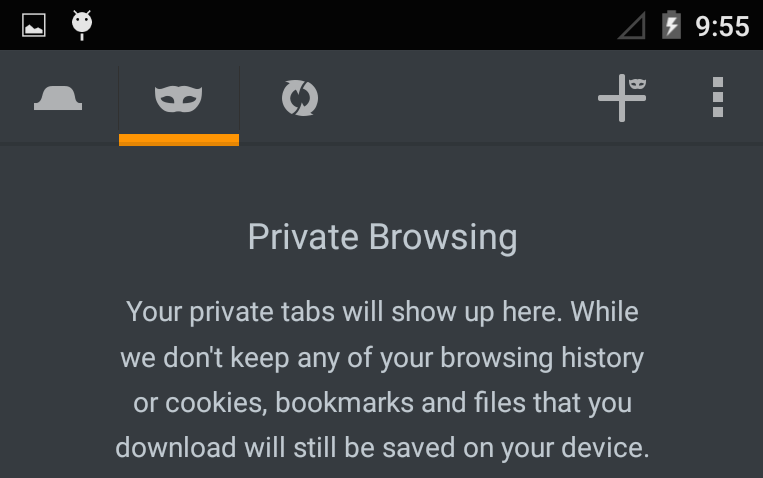 9:55
Private Browsing
Your private tabs will show up here. While
we don't keep any of your browsing history
or cookies, bookmarks and files that you
download will still be saved on your device.